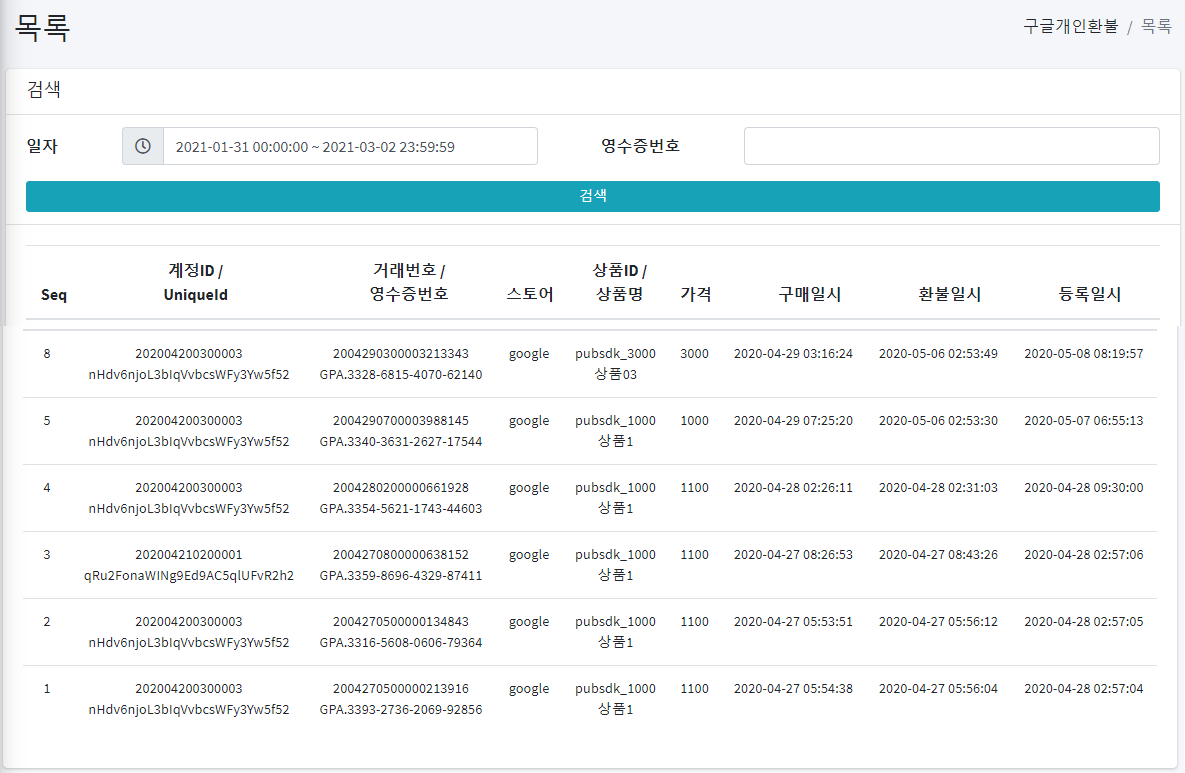 목록
구글개인환불 / 목록
검색
일자 2021-01-31 00:00:00 ~ 2021-03-02 23:59:59 영수증번호
검색
계정ID / 거래번호 / 상품ID /
Seq UniqueId 영수증번호 스토어 상품명 가격 구매일시 환불일시 등록일시
8 202004200300003 2004290300003213343 google pubsdk_3000 3000 2020-04-29 03:16:24 2020-05-06 02:53:49 2020-05-08 08:19:57
nHdv6njoL3bIqVvbcsWFy3Yw5f52 GPA.3328-6815-4070-62140 상품03
5 202004200300003 2004290700003988145 google pubsdk_1000 1000 2020-04-29 07:25:20 2020-05-06 02:53:30 2020-05-07 06:55:13
nHdv6njoL3bIqVvbcsWFy3Yw5f52 GPA.3340-3631-2627-17544 상품1
4 202004200300003 2004280200000661928 google pubsdk_1000 1100 2020-04-28 02:26:11 2020-04-28 02:31:03 2020-04-28 09:30:00
nHdv6njoL3bIqVvbcsWFy3Yw5f52 GPA.3354-5621-1743-44603 상품1
3 202004210200001 2004270800000638152 google pubsdk_1000 1100 2020-04-27 08:26:53 2020-04-27 08:43:26 2020-04-28 02:57:06
qRu2FonaWINg9Ed9AC5qlUFvR2h2 GPA.3359-8696-4329-87411 상품1
2 202004200300003 2004270500000134843 google pubsdk_1000 1100 2020-04-27 05:53:51 2020-04-27 05:56:12 2020-04-28 02:57:05
nHdv6njoL3bIqVvbcsWFy3Yw5f52 GPA.3316-5608-0606-79364 상품1
1 202004200300003 2004270500000213916 google pubsdk_1000 1100 2020-04-27 05:54:38 2020-04-27 05:56:04 2020-04-28 02:57:04
nHdv6njoL3bIqVvbcsWFy3Yw5f52 GPA.3393-2736-2069-92856 상품1